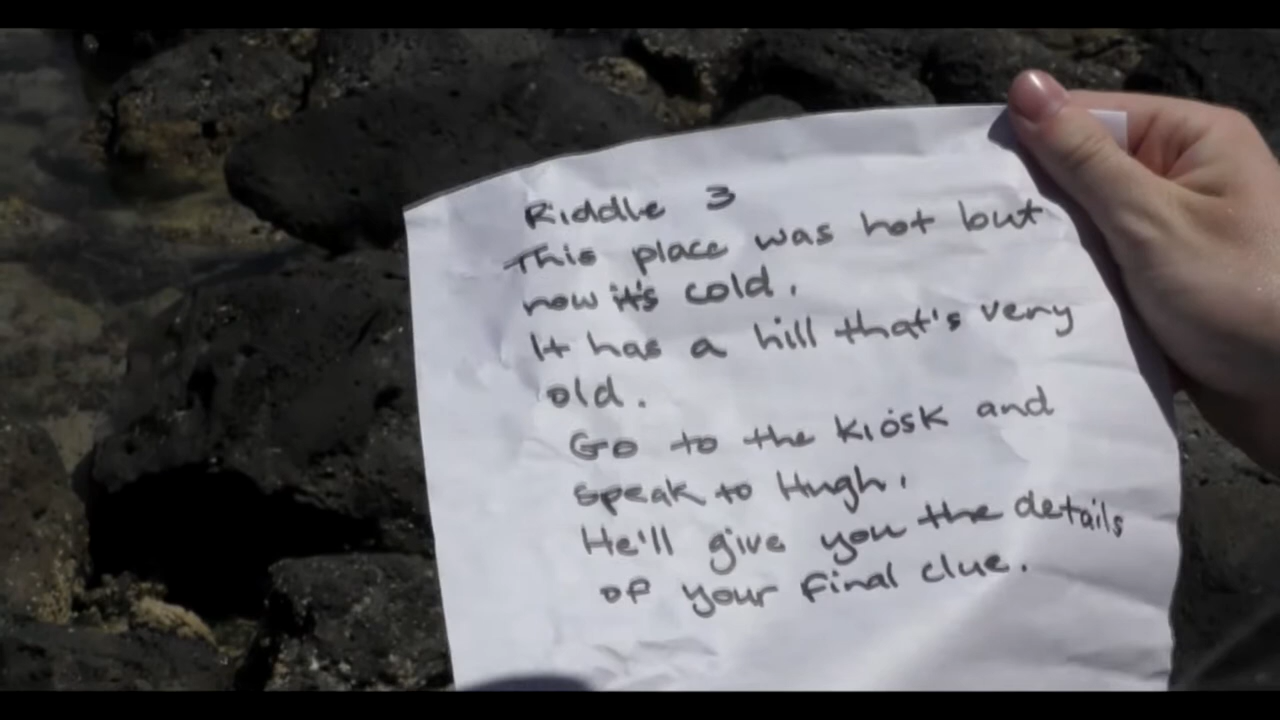 Riddle 3
This place was hot but
now it's cold.
It has a hill that's very
old.
Go to the kiosk and
speak to Hugh.
He'll give you the details
of your final clue.